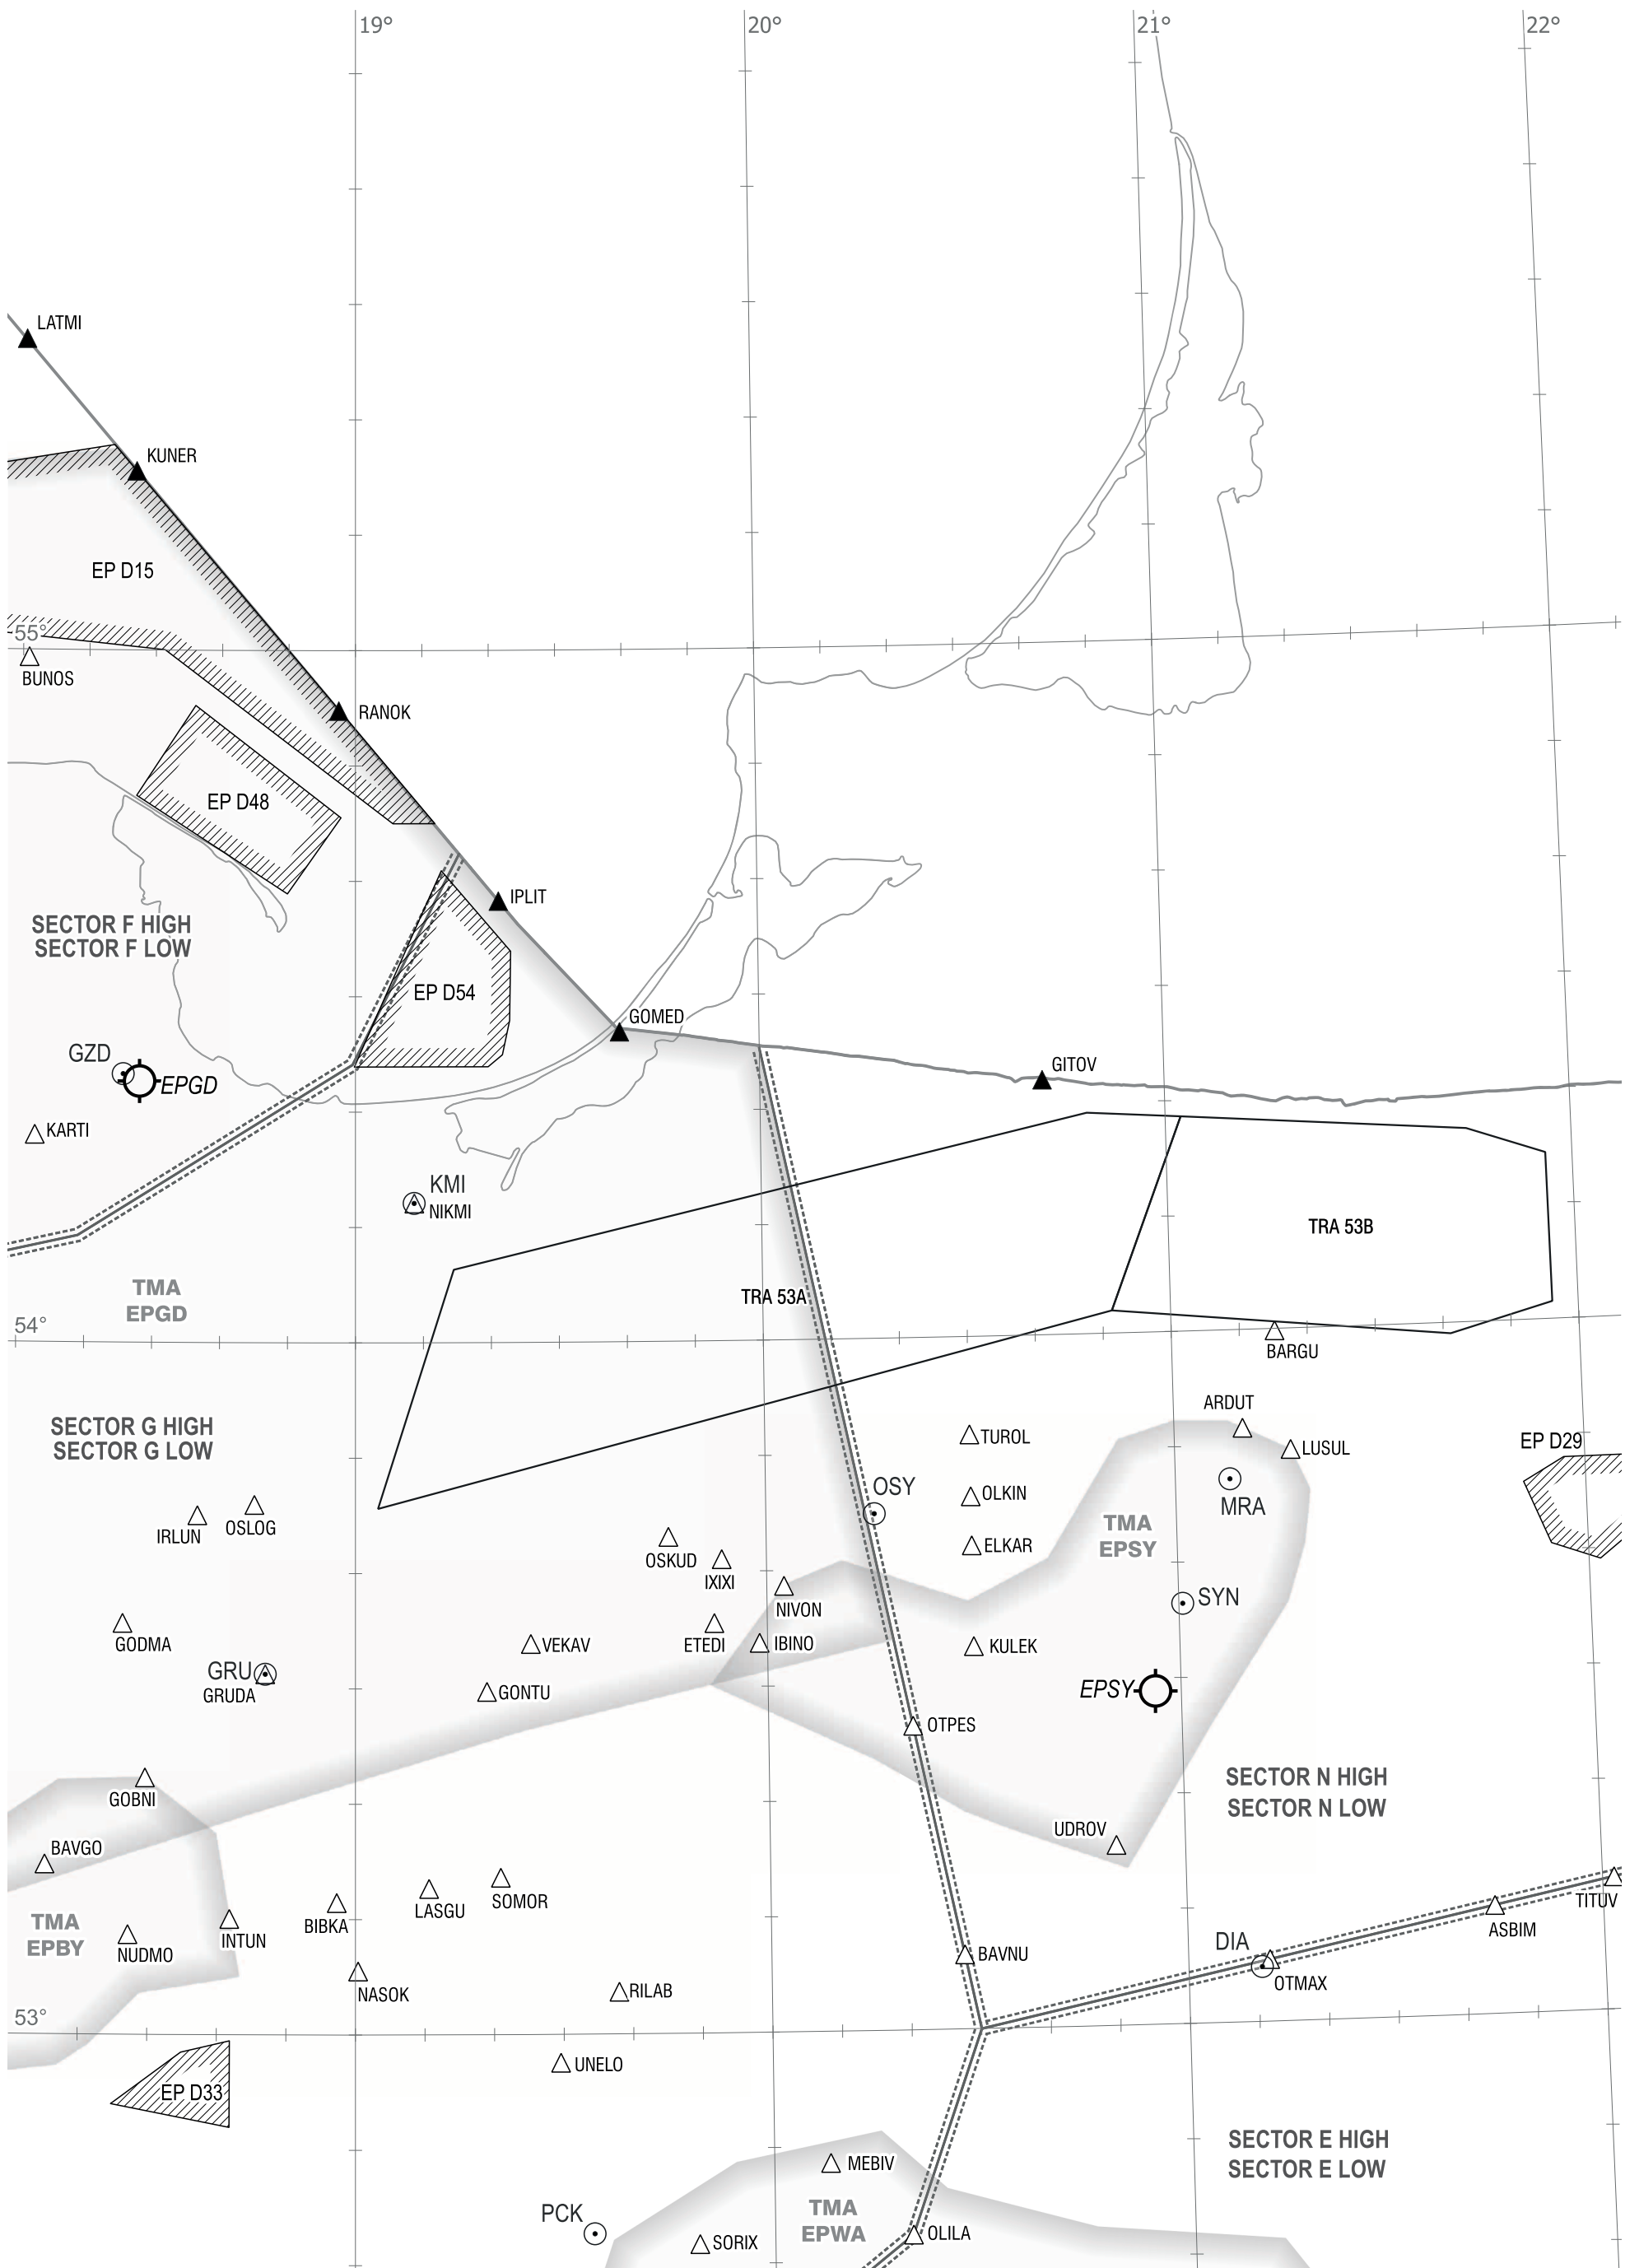 19°
20°
21°
22°
LATMI
KUNER
EP D15
55°
BUNOS
RANOK
EP D48
IPLIT
SECTOR F HIGH
SECTOR F LOW
EP D54
GOMED
GZD
EPGD
GITOV
KARTI
KMI
NIKMI
TRA 53B
TMA
EPGD
TRA 53A
54°
BARGU
ARDUT
SECTOR G HIGH
SECTOR G LOW
TUROL
LUSUL
EP D29
OSY
OLKIN
MRA
IRLUN
OSLOG
TMA
EPSY
ELKAR
OSKUD
IXIXI
NIVON
SYN
GODMA
VEKAV
ETEDI
IBINO
KULEK
GRU
GRUDA
GONTU
EPSY
OTPES
GOBNI
SECTOR N HIGH
SECTOR N LOW
UDROV
BAVGO
SOMOR
TITUV
LASGU
BIBKA
ASBIM
TMA
EPBY
INTUN
NUDMO
DIA
BAVNU
OTMAX
NASOK
RILAB
53°
UNELO
EP D33
SECTOR E HIGH
SECTOR E LOW
MEBIV
PCK
TMA
EPWA
OLILA
SORIX